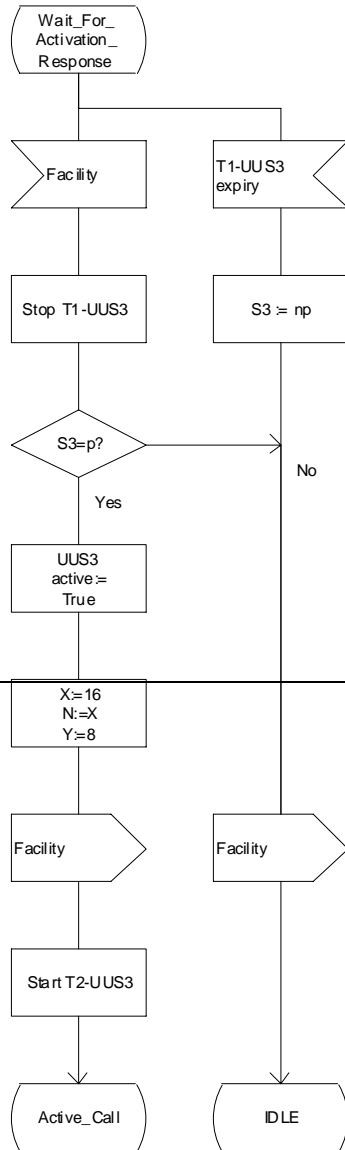 Wait_For_
Activation_
Response
Facility
T1-UUS3
expiry
Stop T1-UUS3
S3 := np
S3=p?
No
Yes
UUS3
active:=
True
X:=16
N:=X
Y:=8
Facility
Facility
Start T2-UUS3
Active_Call
IDLE